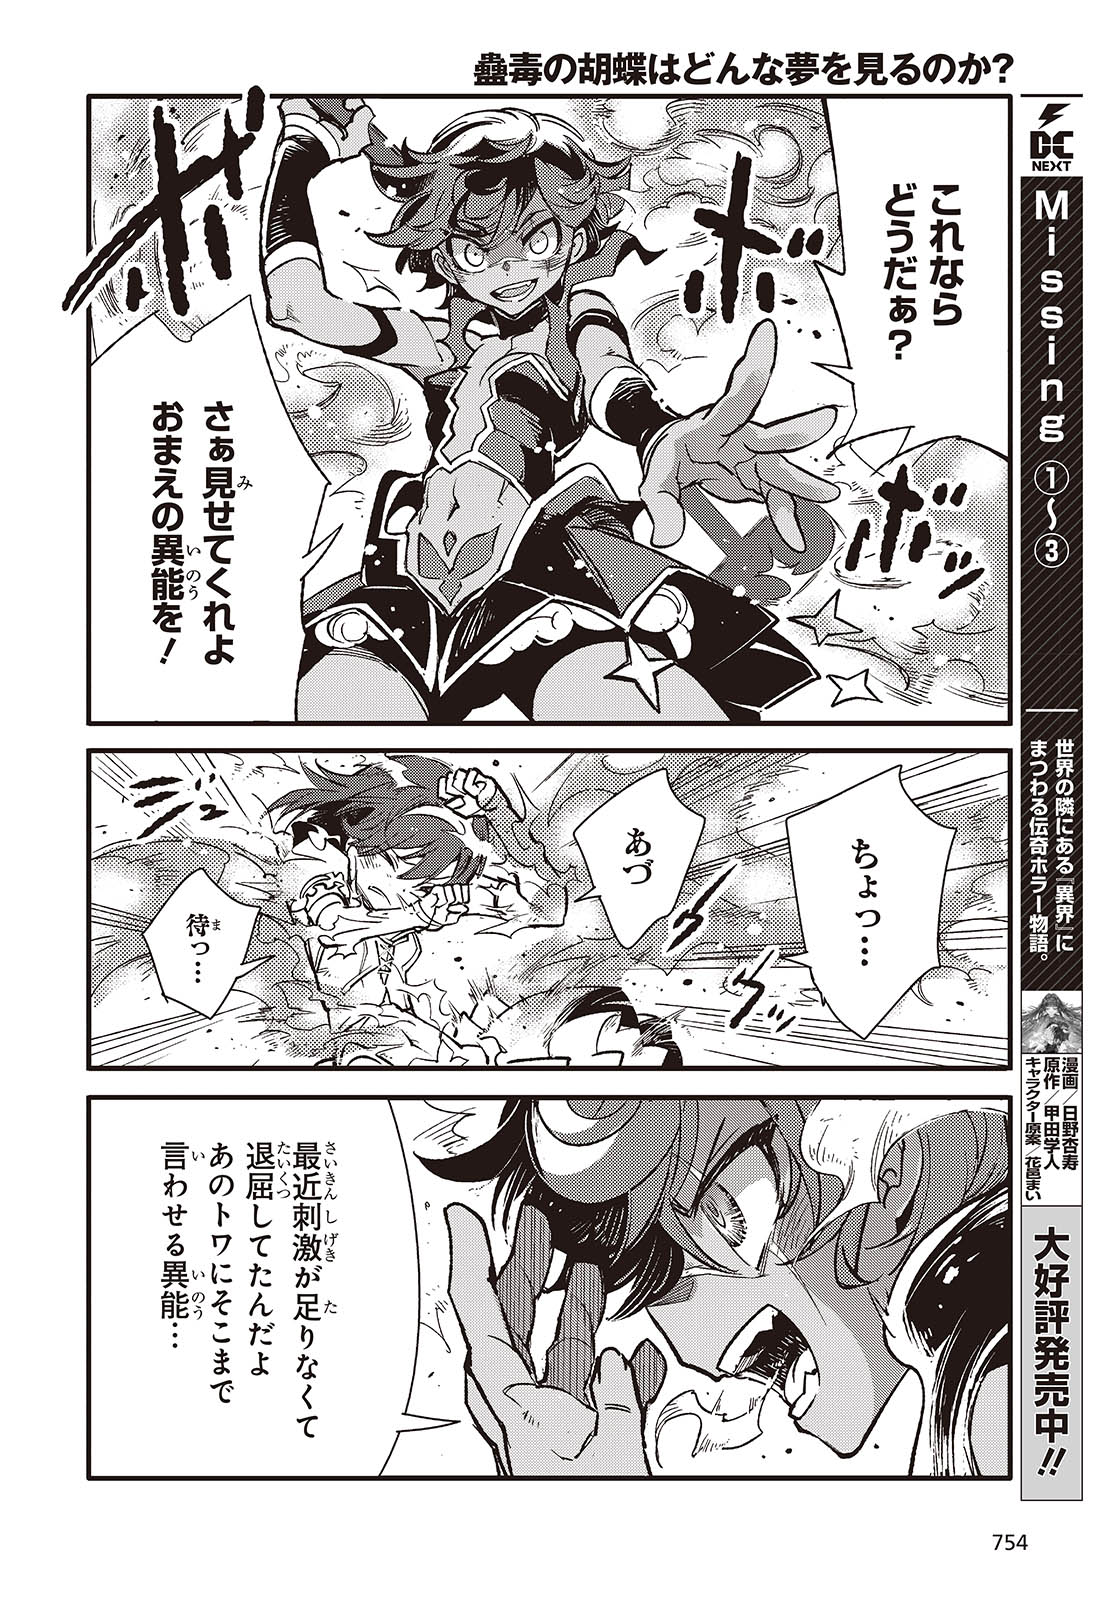 蠱毒の胡蝶はどんな夢を見るのか?
これなら
どうだぁ?
ボッ
ボッ
ボッ
さぁ見せてくれよ
おまえの異能を!
ちょっ…
あづ
待っ…
最近刺激が足りなくて
退屈してたんだよ
あのトワにそこまで
言わせる異能…
DC
NEXT
Missing ①~③
世界の隣にある『異界』に
まつわる伝奇ホラー物語。
漫画/日野杏寿
原作/甲田学人
キャラクター原案/花邑まい
大好評発売中!!
754